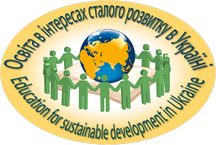 Освіта в інтересах сталого розвитку в Україні
Education for sustainable development in Ukraine